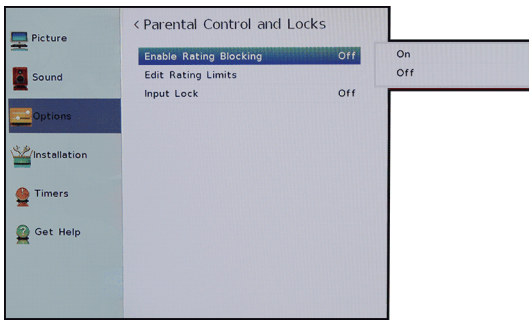 Picture
Sound
Options
Installation
Timers
Get Help
< Parental Control and Locks
Enable Rating Blocking Off
Edit Rating Limits
Input Lock Off
On
Off